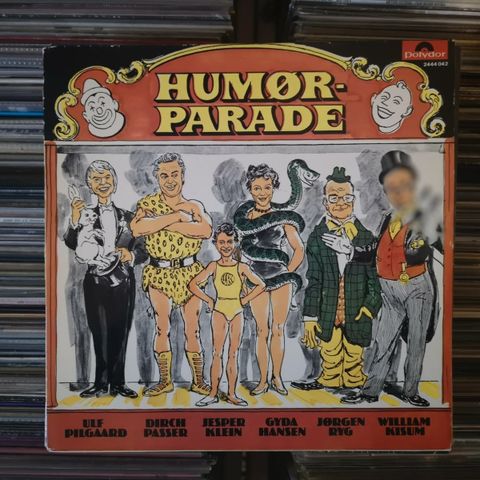 Polydor
2444 042
HUMØR-
PARADE
ULF PILGAARD
DIRCH PASSER
JESPER KLEIN
GYDA HANSEN
JØRGEN RYG
WILLIAM KISUM